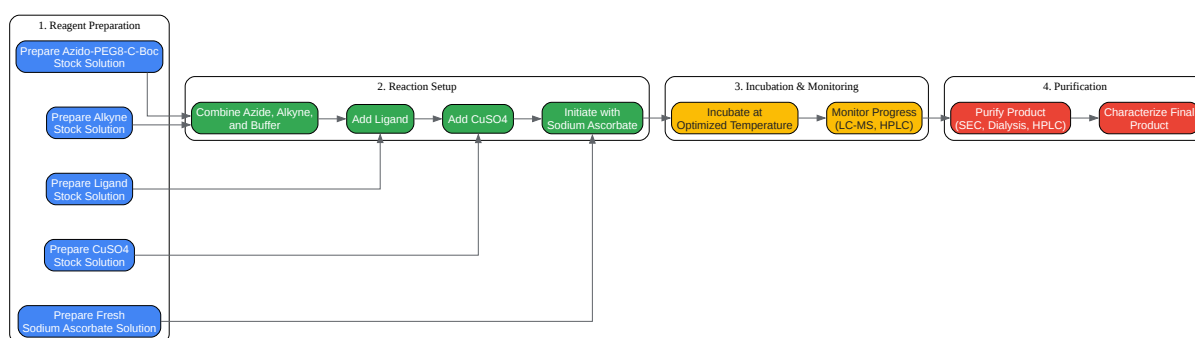 1. Reagent Preparation
Prepare Azido-PEG8-C-Boc
Stock Solution
Prepare Alkyne
Stock Solution
Prepare Ligand
Stock Solution
Prepare CuSO4
Stock Solution
Prepare Fresh
Sodium Ascorbate Solution
2. Reaction Setup
Combine Azide, Alkyne,
and Buffer
Add Ligand
Add CuSO4
Initiate with
Sodium Ascorbate
3. Incubation & Monitoring
Incubate at
Optimized Temperature
Monitor Progress
(LC-MS, HPLC)
4. Purification
Purify Product
(SEC, Dialysis, HPLC)
Characterize Final
Product